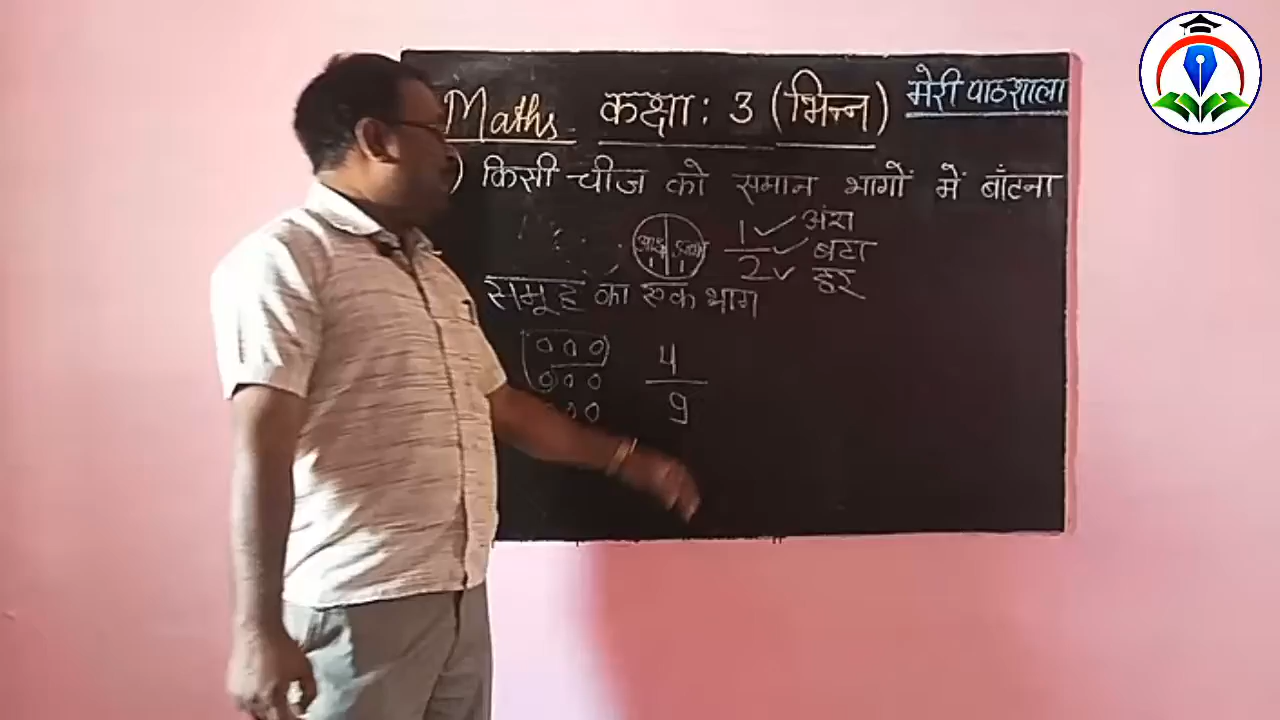 Maths कक्षा : 3 (भिन्न) मेरी पाठशाला
) किसी चीज को समान भागों में बाँटना
1 अंश
बटा
2 हर
समूह का एक भाग
4
9